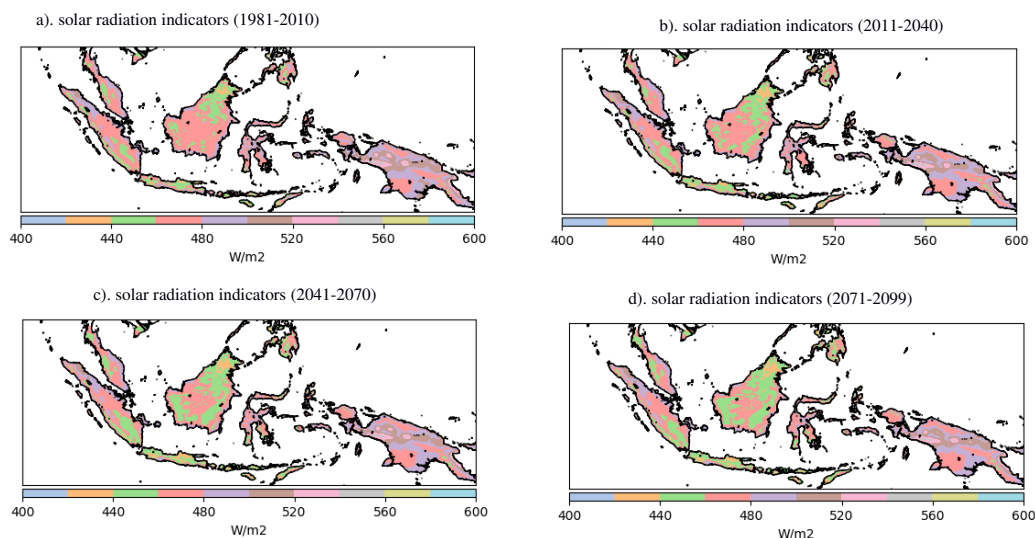 a). solar radiation indicators (1981-2010)
b). solar radiation indicators (2011-2040)
400 440 480 520 560 600
W/m2
400 440 480 520 560 600
W/m2
c). solar radiation indicators (2041-2070)
d). solar radiation indicators (2071-2099)
400 440 480 520 560 600
W/m2
400 440 480 520 560 600
W/m2